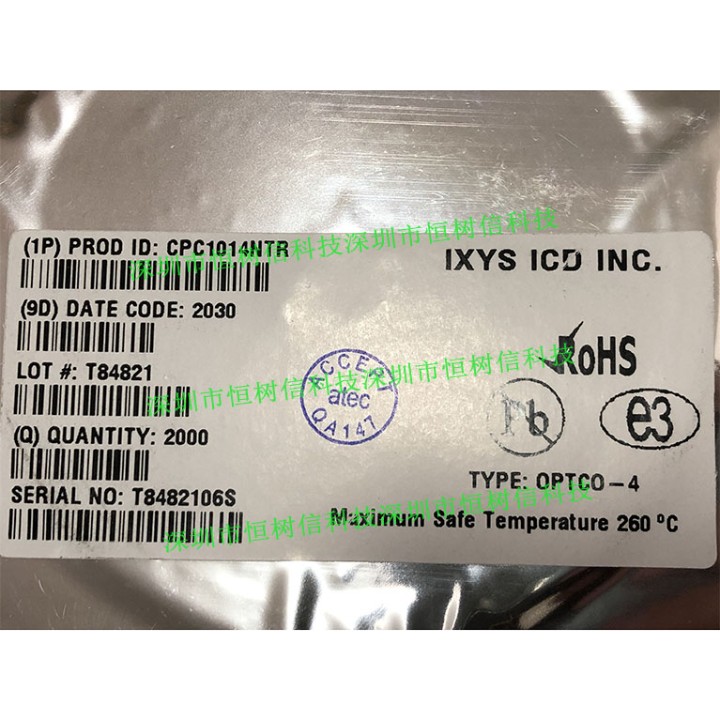 (1P) PROD ID: CPC1014NTR
IXYS ICD INC.
深圳市恒树信科技深圳市恒树信科技
(9D) DATE CODE: 2030
LOT #: T84821
RoHS
ACCEPT
atec
QA147
深圳市恒树信科技深圳市恒树信科技
Pb
e3
(Q) QUANTITY: 2000
TYPE: OPTCO-4
SERIAL NO: T8482106S
Maximum Safe Temperature 260 ºC
深圳市恒树信科技深圳市恒树信科技